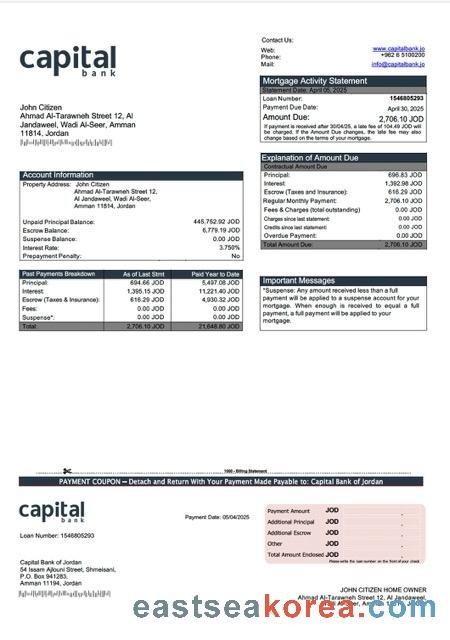 capital
bank
Contact Us:
Web: www.capitalbank.jo
Phone: +962 6 5100200
Mail: info@capitalbank.jo
Mortgage Activity Statement
Statement Date: April 05, 2025
Loan Number: 1546805293
Payment Due Date: April 30, 2025
Amount Due: 2,706.10 JOD
If payment is received after 30/04/25, a late fee of 104.49 JOD will
be charged. If the Amount Due changes, the late fee may also
change based on the terms of your mortgage.
John Citizen
Ahmad Al-Tarawneh Street 12, Al
Jandaweel, Wadi Al-Seer, Amman
11814, Jordan
Explanation of Amount Due
Contractual Amount Due
Principal: 696.83 JOD
Interest: 1,392.98 JOD
Escrow (Taxes and Insurance): 616.29 JOD
Regular Monthly Payment: 2,706.10 JOD
Fees & Charges (total outstanding) 0.00 JOD
Charges since last statement: 0.00 JOD
Credits since last statement: 0.00 JOD
Overdue Payment: 0.00 JOD
Total Amount Due: 2,706.10 JOD
Account Information
Property Address: John Citizen
Ahmad Al-Tarawneh Street 12,
Al Jandaweel, Wadi Al-Seer,
Amman 11814, Jordan
Unpaid Principal Balance: 445,752.92 JOD
Escrow Balance: 6,779.19 JOD
Suspense Balance: 0.00 JOD
Interest Rate: 3.750%
Prepayment Penalty: No
Past Payments Breakdown As of Last Stmt Paid Year to Date
Principal: 694.66 JOD 5,497.08 JOD
Interest: 1,395.15 JOD 11,221.40 JOD
Escrow (Taxes & Insurance): 616.29 JOD 4,930.32 JOD
Fees: 0.00 JOD 0.00 JOD
Suspense*: 0.00 JOD 0.00 JOD
Total: 2,706.10 JOD 21,648.80 JOD
Important Messages
*Suspense: Any amount received less than a full
payment will be applied to a suspense account for your
mortgage. When enough is received to equal a full
payment, a full payment will be applied to your
mortgage.
1000 - Billing Statement
PAYMENT COUPON – Detach and Return With Your Payment Made Payable to: Capital Bank of Jordan
capital
bank
Payment Date: 05/04/2025
Loan Number: 1546805293
Payment Amount JOD .
Additional Principal JOD .
Additional Escrow JOD .
Other JOD .
Total Amount Enclosed JOD .
Please write the loan number on the front of your check
Capital Bank of Jordan
54 Issam Ajlouni Street, Shmeisani,
P.O. Box 941283,
Amman 11194, Jordan
JOHN CITIZEN HOME OWNER
Ahmad Al-Tarawneh Street 12, Al Jandaweel,
Al-Seer, Amman, 11814, Jordan
eastseakorea.com